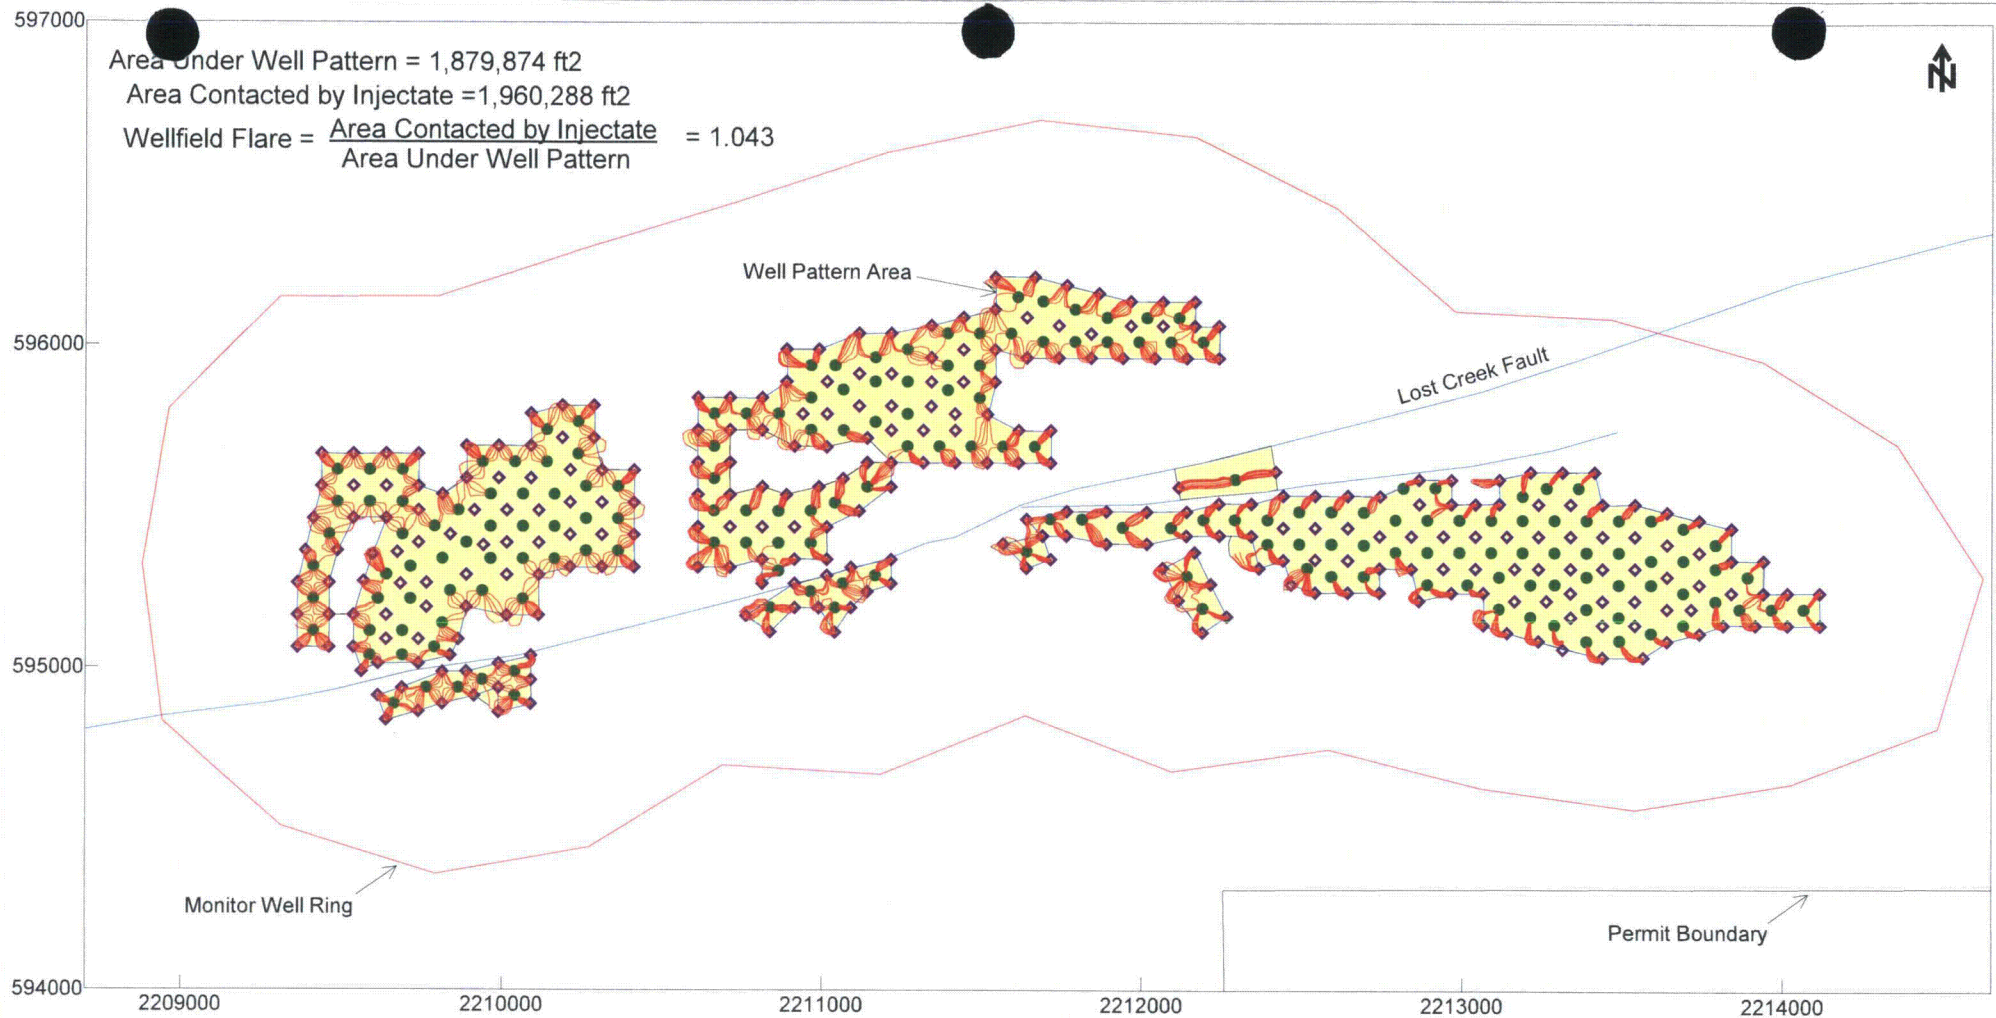 597000
Area Under Well Pattern = 1,879,874 ft2
Area Contacted by Injectate =1,960,288 ft2
Wellfield Flare = Area Contacted by Injectate = 1.043
Area Under Well Pattern
N
Well Pattern Area
596000
Lost Creek Fault
595000
Monitor Well Ring
Permit Boundary
594000
2209000 2210000 2211000 2212000 2213000 2214000